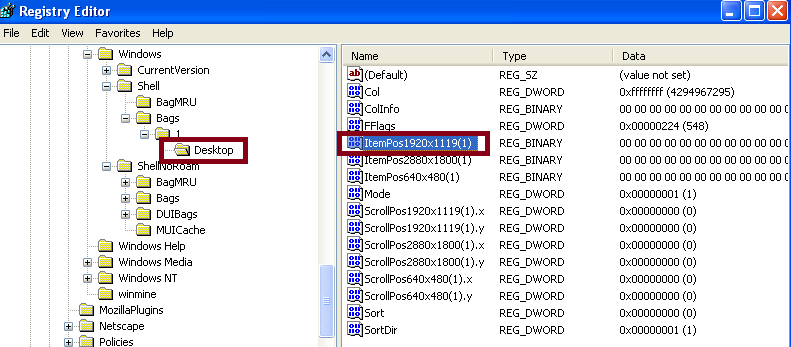 Registry Editor
File Edit View Favorites Help
Windows
CurrentVersion
Shell
BagMRU
Bags
1
Desktop
ShellNoRoam
BagMRU
Bags
DUIBags
MUICache
Windows Help
Windows Media
Windows NT
winmine
MozillaPlugins
Netscape
Policies
Name Type Data
(Default) REG_SZ (value not set)
Col REG_DWORD 0xffffffff (4294967295)
ColInfo REG_BINARY 00 00 00 00 00 00 00 00 00 00 0
FFlags REG_DWORD 0x00000224 (548)
ItemPos1920x1119(1) REG_BINARY 00 00 00 00 00 00 00 00 00 00 0
ItemPos2880x1800(1) REG_BINARY 00 00 00 00 00 00 00 00 00 00 0
ItemPos640x480(1) REG_BINARY 00 00 00 00 00 00 00 00 00 00 0
Mode REG_DWORD 0x00000001 (1)
ScrollPos1920x1119(1).x REG_DWORD 0x00000000 (0)
ScrollPos1920x1119(1).y REG_DWORD 0x00000000 (0)
ScrollPos2880x1800(1).x REG_DWORD 0x00000000 (0)
ScrollPos2880x1800(1).y REG_DWORD 0x00000000 (0)
ScrollPos640x480(1).x REG_DWORD 0x00000000 (0)
ScrollPos640x480(1).y REG_DWORD 0x00000000 (0)
Sort REG_DWORD 0x00000000 (0)
SortDir REG_DWORD 0x00000001 (1)